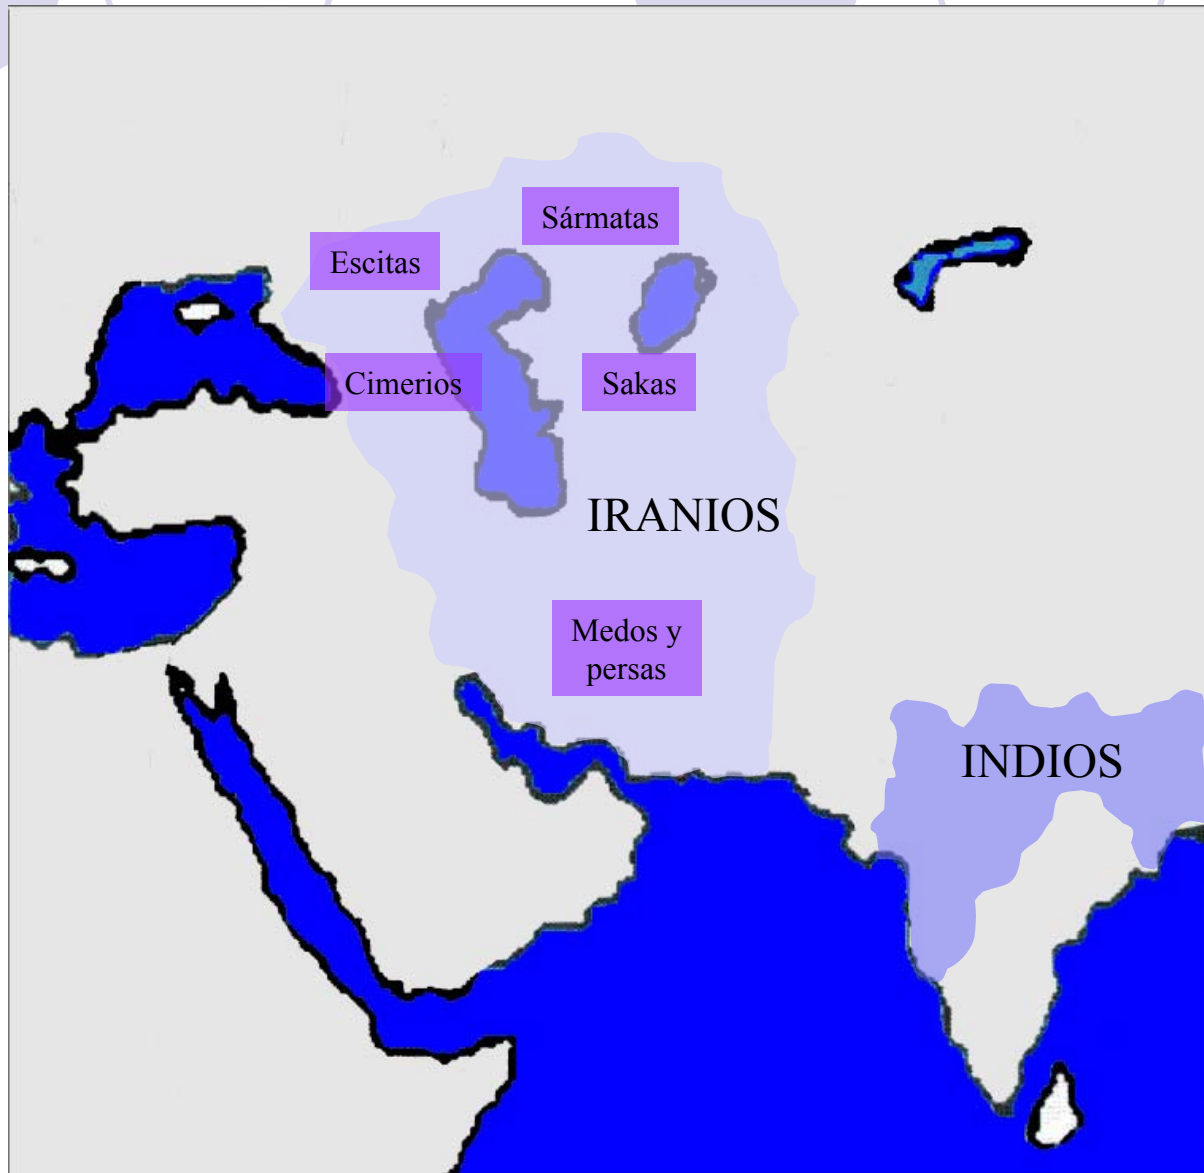 Sármatas
Escitas
Cimerios
Sakas
IRANIOS
Medos y
persas
INDIOS